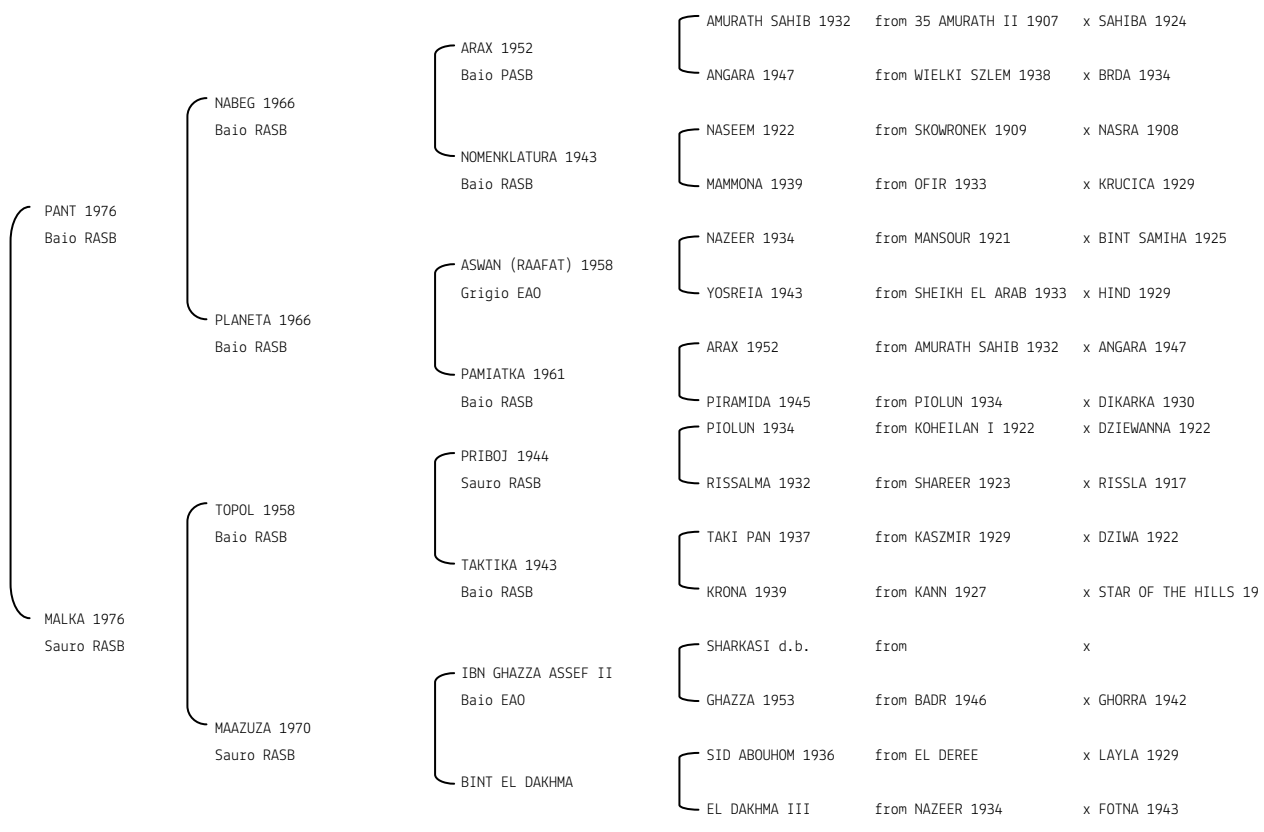 AMURATH SAHIB 1932 from 35 AMURATH II 1907 x SAHIBA 1924
ARAX 1952
Baio PASB
ANGARA 1947 from WIELKI SZLEM 1938 x BRDA 1934
NABEG 1966
Baio RASB
NASEEM 1922 from SKOWRONEK 1909 x NASRA 1908
NOMENKLATURA 1943
Baio RASB
MAMMONA 1939 from OFIR 1933 x KRUCICA 1929
PANT 1976
Baio RASB
NAZEER 1934 from MANSOUR 1921 x BINT SAMIHA 1925
ASWAN (RAAFAT) 1958
Grigio EAO
YOSREIA 1943 from SHEIKH EL ARAB 1933 x HIND 1929
PLANETA 1966
Baio RASB
ARAX 1952 from AMURATH SAHIB 1932 x ANGARA 1947
PAMIATKA 1961
Baio RASB
PIRAMIDA 1945 from PIOLUN 1934 x DIKARKA 1930
PIOLUN 1934 from KOHEILAN I 1922 x DZIEWANNA 1922
PRIBOJ 1944
Sauro RASB
RISSALMA 1932 from SHAREER 1923 x RISSLA 1917
TOPOL 1958
Baio RASB
TAKI PAN 1937 from KASZMIR 1929 x DZIWA 1922
TAKTIKA 1943
Baio RASB
KRONA 1939 from KANN 1927 x STAR OF THE HILLS 19
MALKA 1976
Sauro RASB
SHARKASI d.b. from x
IBN GHAZZA ASSEF II
Baio EAO
GHAZZA 1953 from BADR 1946 x GHORRA 1942
MAAZUZA 1970
Sauro RASB
SID ABOUHOM 1936 from EL DEREE x LAYLA 1929
BINT EL DAKHMA
EL DAKHMA III from NAZEER 1934 x FOTNA 1943